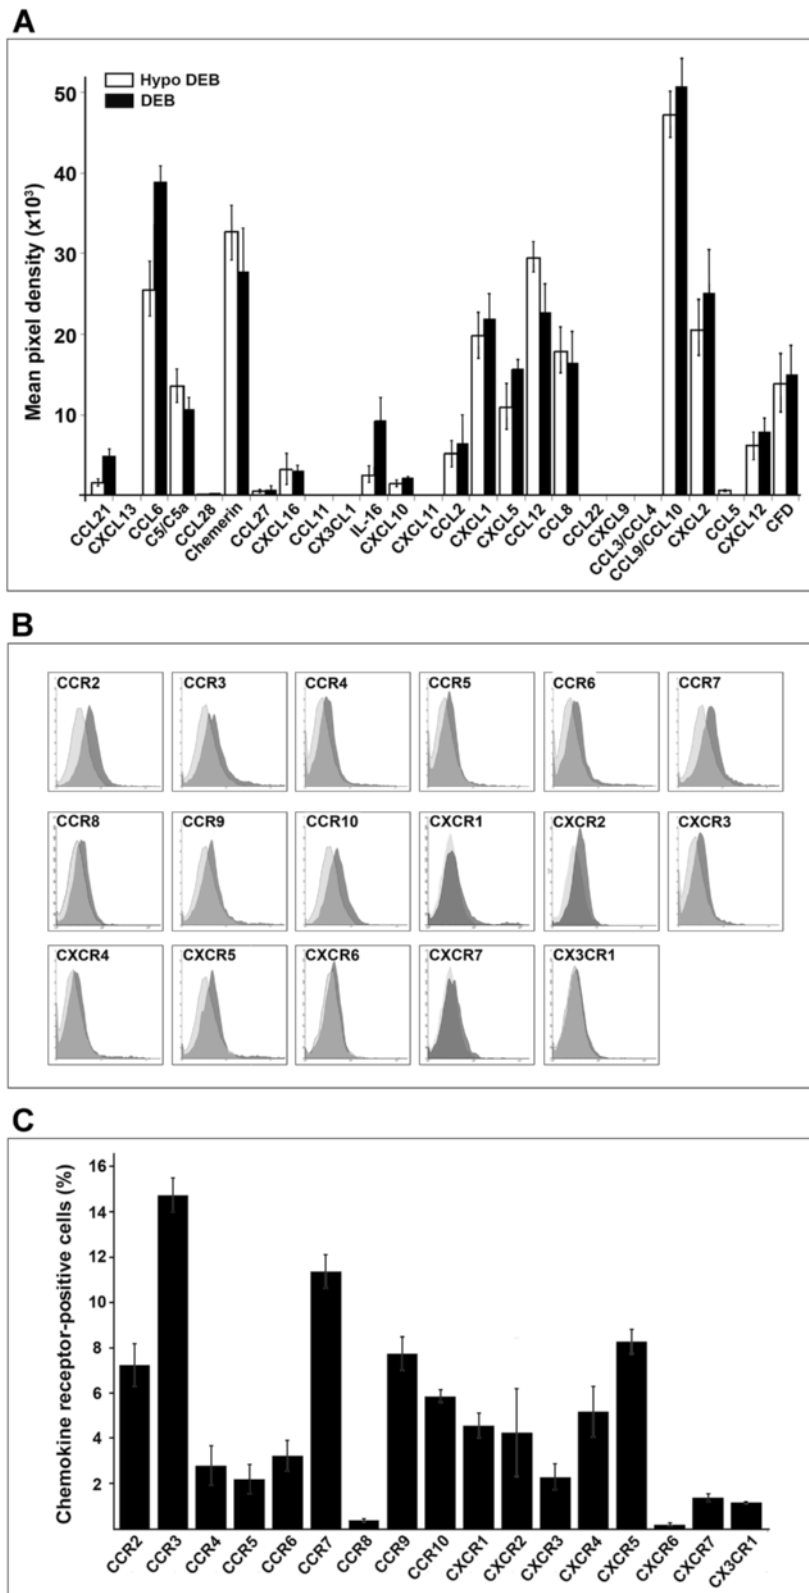 A
Hypo DEB
DEB
Mean pixel density (x10³)
50
40
30
20
10
CCL21
CXCL13
CCL6
C5/C5a
CCL28
Chemerin
CCL27
CXCL16
CCL11
CX3CL1
IL-16
CXCL10
CXCL11
CCL2
CXCL1
CXCL5
CCL12
CCL8
CCL22
CXCL9
CCL3/CCL4
CCL9/CCL10
CXCL2
CCL5
CXCL12
CFD
B
CCR2 CCR3 CCR4 CCR5 CCR6 CCR7
CCR8 CCR9 CCR10 CXCR1 CXCR2 CXCR3
CXCR4 CXCR5 CXCR6 CXCR7 CX3CR1
C
Chemokine receptor-positive cells (%)
16
14
12
10
8
6
4
2
CCR2
CCR3
CCR4
CCR5
CCR6
CCR7
CCR8
CCR9
CCR10
CXCR1
CXCR2
CXCR3
CXCR4
CXCR5
CXCR6
CXCR7
CX3CR1